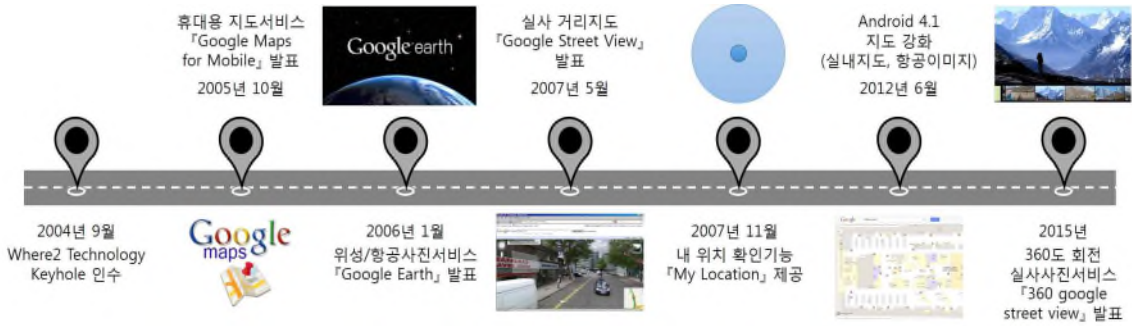 휴대용 지도서비스
『Google Maps
for Mobile』 발표
2005년 10월
Google earth
실사 거리지도
『Google Street View』
발표
2007년 5월
Android 4.1
지도 강화
(실내지도, 항공이미지)
2012년 6월
2004년 9월
Where2 Technology
Keyhole 인수
Google
maps
2006년 1월
위성/항공사진서비스
『Google Earth』 발표
2007년 11월
내 위치 확인기능
『My Location』 제공
Google
2015년
360도 회전
실사사진서비스
『360 google
street view』 발표